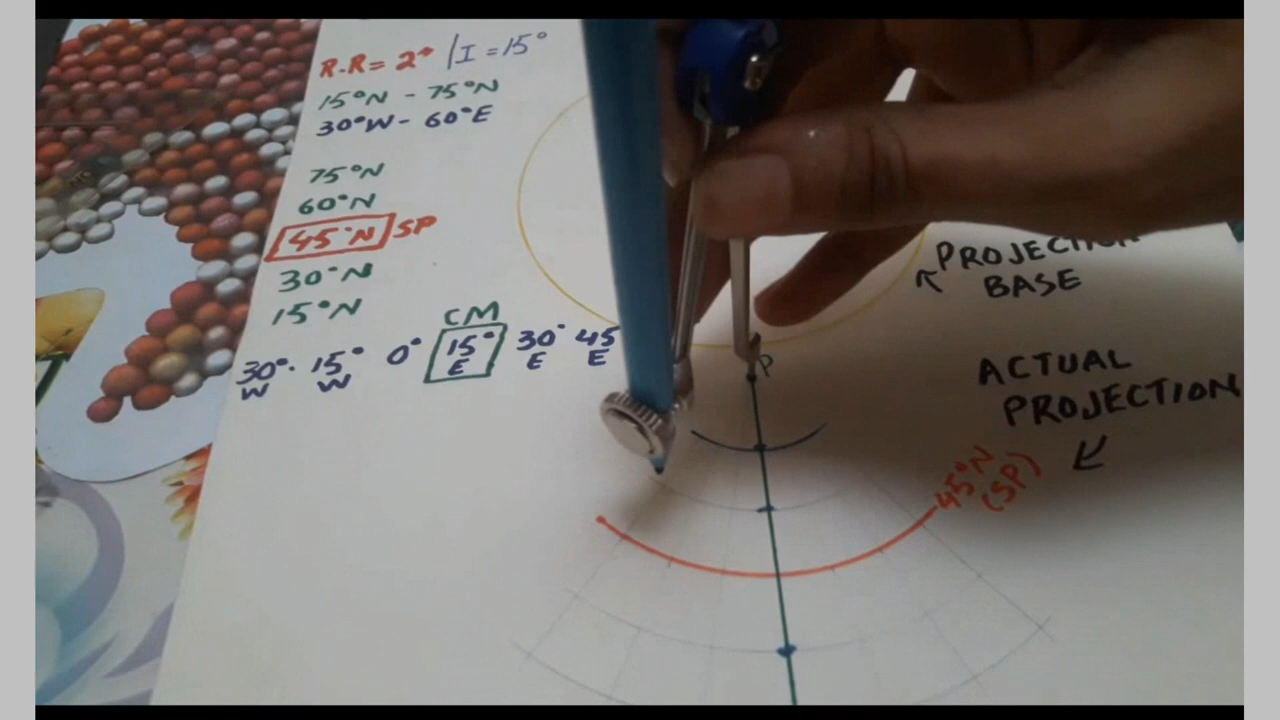 R.R = 2" | I = 15°
15°N - 75°N
30°W - 60°E
75°N
60°N
45°N SP
30°N
15°N
CM
30° 15° 0° 15° 30° 45
W W E E E
P
PROJECTION
BASE
ACTUAL
PROJECTION
45°N
(SP)